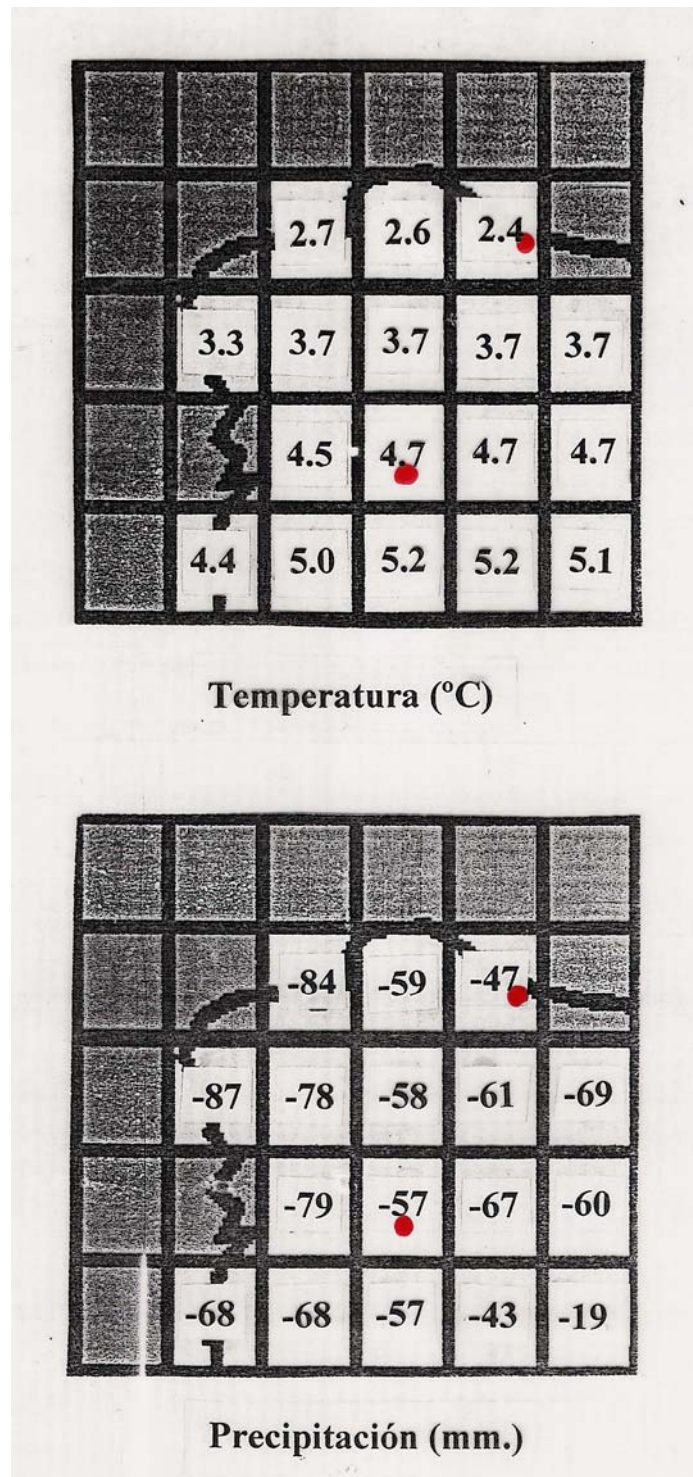 2.7 2.6 2.4
3.3 3.7 3.7 3.7 3.7
4.5 4.7 4.7 4.7
4.4 5.0 5.2 5.2 5.1
Temperatura (ºC)
-84 -59 -47
-87 -78 -58 -61 -69
-79 -57 -67 -60
-68 -68 -57 -43 -19
Precipitación (mm.)